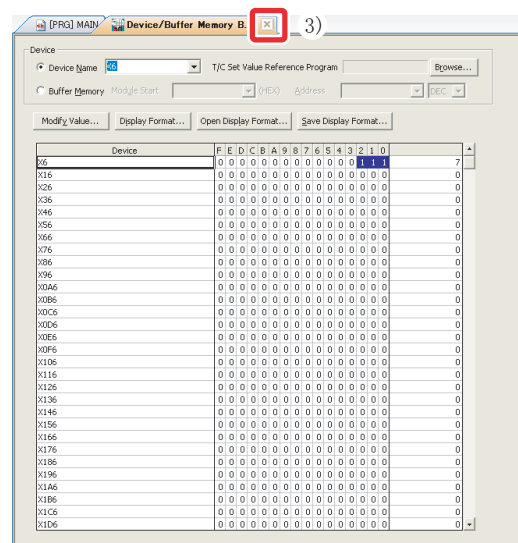 [PRG] MAIN Device/Buffer Memory B. 3)
Device
Device Name X6 T/C Set Value Reference Program Browse...
Buffer Memory Module Start (HEX) Address DEC
Modify Value... Display Format... Open Display Format... Save Display Format...
Device F E D C B A 9 8 7 6 5 4 3 2 1 0
X6 0 0 0 0 0 0 0 0 0 0 0 0 0 1 1 1 7
X16 0 0 0 0 0 0 0 0 0 0 0 0 0 0 0 0 0
X26 0 0 0 0 0 0 0 0 0 0 0 0 0 0 0 0 0
X36 0 0 0 0 0 0 0 0 0 0 0 0 0 0 0 0 0
X46 0 0 0 0 0 0 0 0 0 0 0 0 0 0 0 0 0
X56 0 0 0 0 0 0 0 0 0 0 0 0 0 0 0 0 0
X66 0 0 0 0 0 0 0 0 0 0 0 0 0 0 0 0 0
X76 0 0 0 0 0 0 0 0 0 0 0 0 0 0 0 0 0
X86 0 0 0 0 0 0 0 0 0 0 0 0 0 0 0 0 0
X96 0 0 0 0 0 0 0 0 0 0 0 0 0 0 0 0 0
X0A6 0 0 0 0 0 0 0 0 0 0 0 0 0 0 0 0 0
X0B6 0 0 0 0 0 0 0 0 0 0 0 0 0 0 0 0 0
X0C6 0 0 0 0 0 0 0 0 0 0 0 0 0 0 0 0 0
X0D6 0 0 0 0 0 0 0 0 0 0 0 0 0 0 0 0 0
X0E6 0 0 0 0 0 0 0 0 0 0 0 0 0 0 0 0 0
X0F6 0 0 0 0 0 0 0 0 0 0 0 0 0 0 0 0 0
X106 0 0 0 0 0 0 0 0 0 0 0 0 0 0 0 0 0
X116 0 0 0 0 0 0 0 0 0 0 0 0 0 0 0 0 0
X126 0 0 0 0 0 0 0 0 0 0 0 0 0 0 0 0 0
X136 0 0 0 0 0 0 0 0 0 0 0 0 0 0 0 0 0
X146 0 0 0 0 0 0 0 0 0 0 0 0 0 0 0 0 0
X156 0 0 0 0 0 0 0 0 0 0 0 0 0 0 0 0 0
X166 0 0 0 0 0 0 0 0 0 0 0 0 0 0 0 0 0
X176 0 0 0 0 0 0 0 0 0 0 0 0 0 0 0 0 0
X186 0 0 0 0 0 0 0 0 0 0 0 0 0 0 0 0 0
X196 0 0 0 0 0 0 0 0 0 0 0 0 0 0 0 0 0
X1A6 0 0 0 0 0 0 0 0 0 0 0 0 0 0 0 0 0
X1B6 0 0 0 0 0 0 0 0 0 0 0 0 0 0 0 0 0
X1C6 0 0 0 0 0 0 0 0 0 0 0 0 0 0 0 0 0
X1D6 0 0 0 0 0 0 0 0 0 0 0 0 0 0 0 0 0